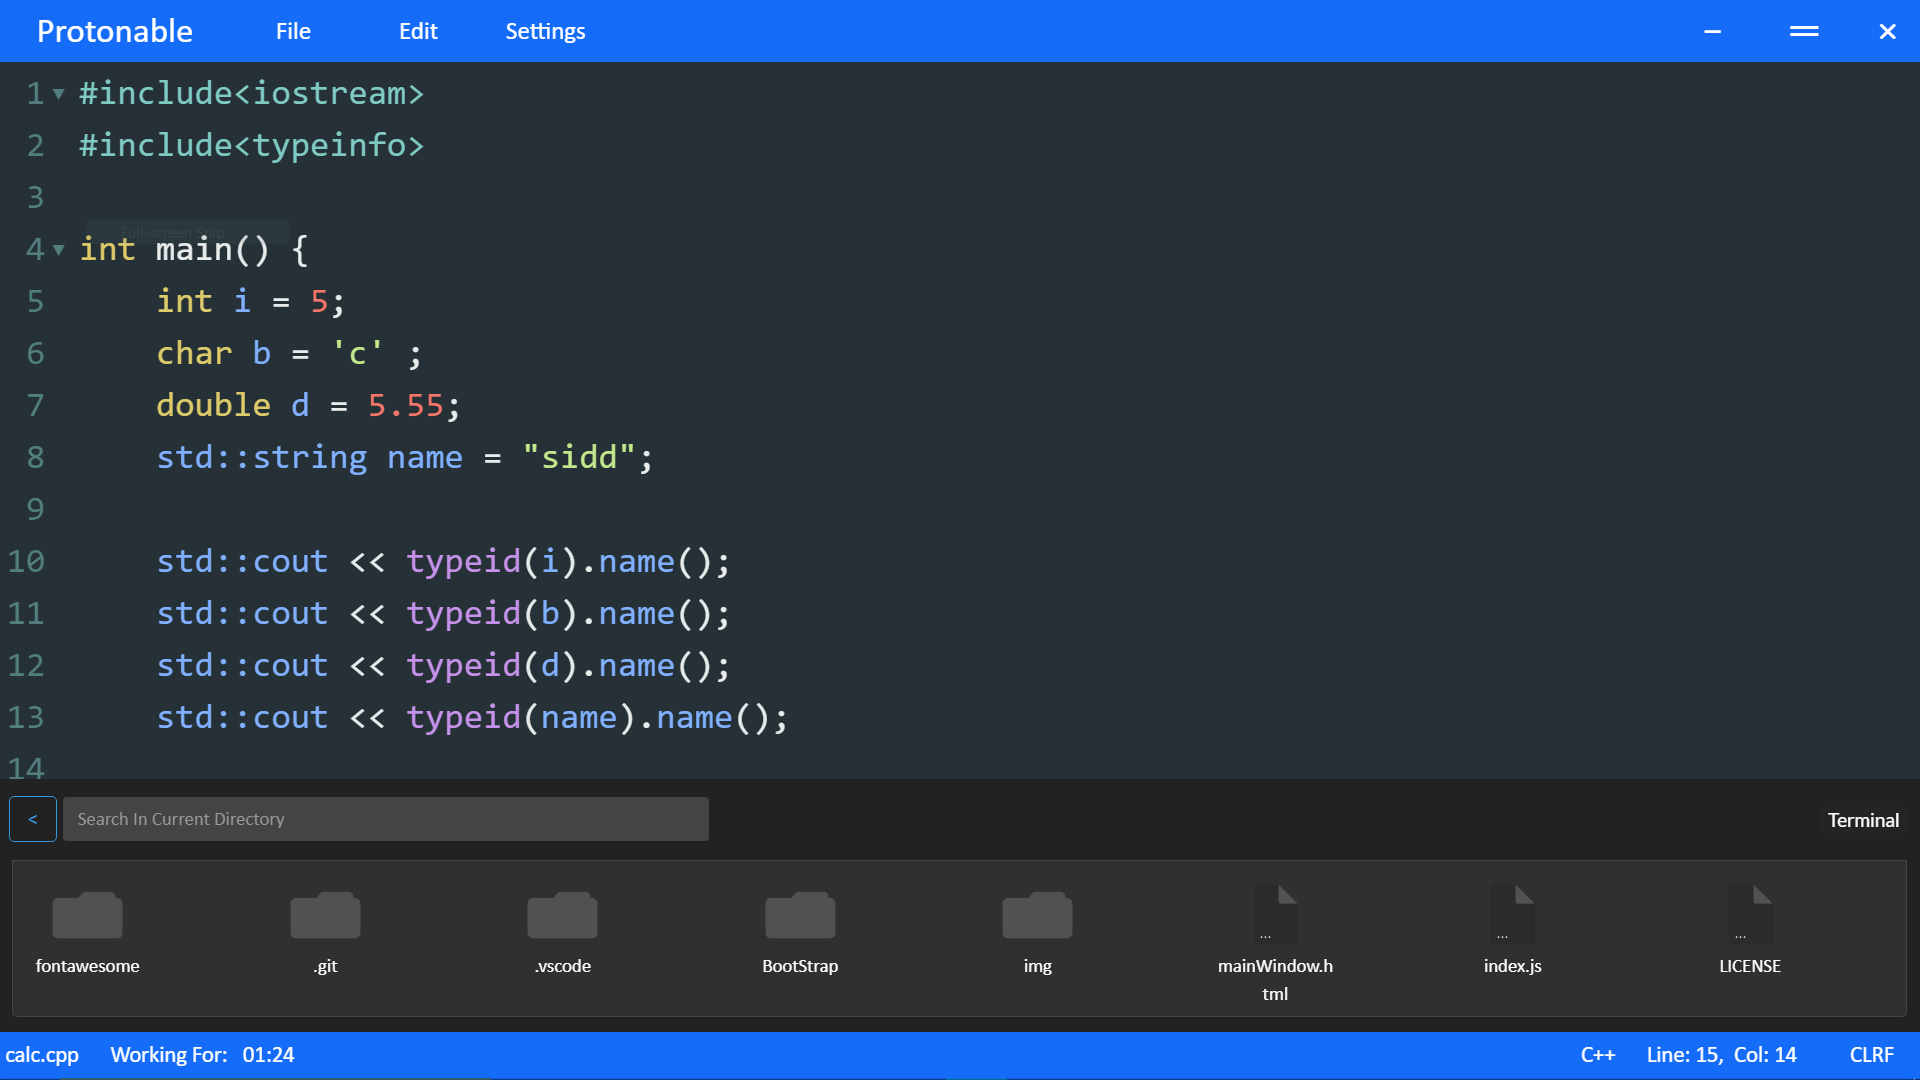 Protonable File Edit Settings
1 #include<iostream>
2 #include<typeinfo>
3
Full-screen Snip
4 int main() {
5     int i = 5;
6     char b = 'c' ;
7     double d = 5.55;
8     std::string name = "sidd";
9
10     std::cout << typeid(i).name();
11     std::cout << typeid(b).name();
12     std::cout << typeid(d).name();
13     std::cout << typeid(name).name();
14
< Search In Current Directory Terminal
fontawesome .git .vscode BootStrap img mainWindow.h index.js LICENSE
tml
calc.cpp Working For: 01:24 C++ Line: 15, Col: 14 CLRF